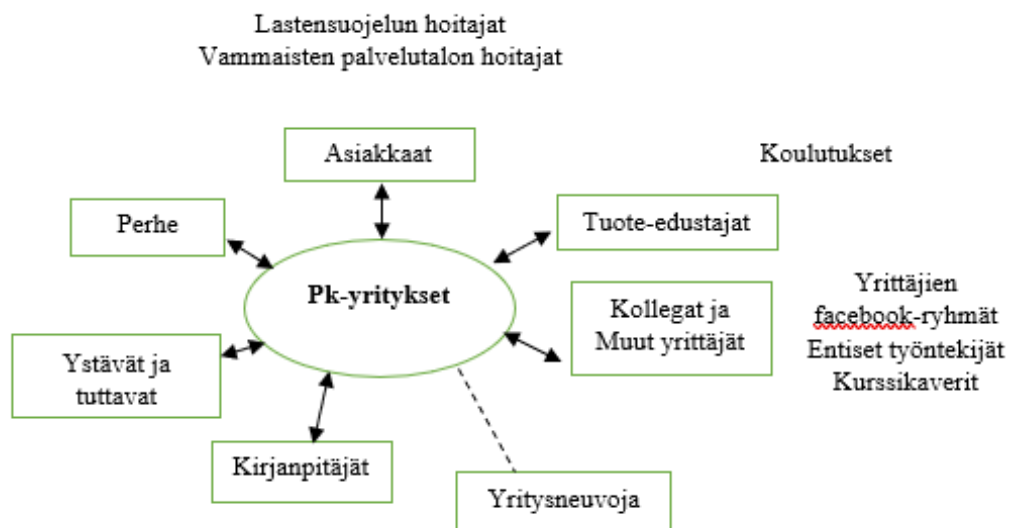 Lastensuojelun hoitajat
Vammaisten palvelutalon hoitajat
Asiakkaat
Koulutukset
Perhe
Tuote-edustajat
Pk-yritykset
Kollegat ja
Muut yrittäjät
Yrittäjien
facebook-ryhmät
Entiset työntekijät
Kurssikaverit
Ystävät ja
tuttavat
Kirjanpitäjät
Yritysneuvoja